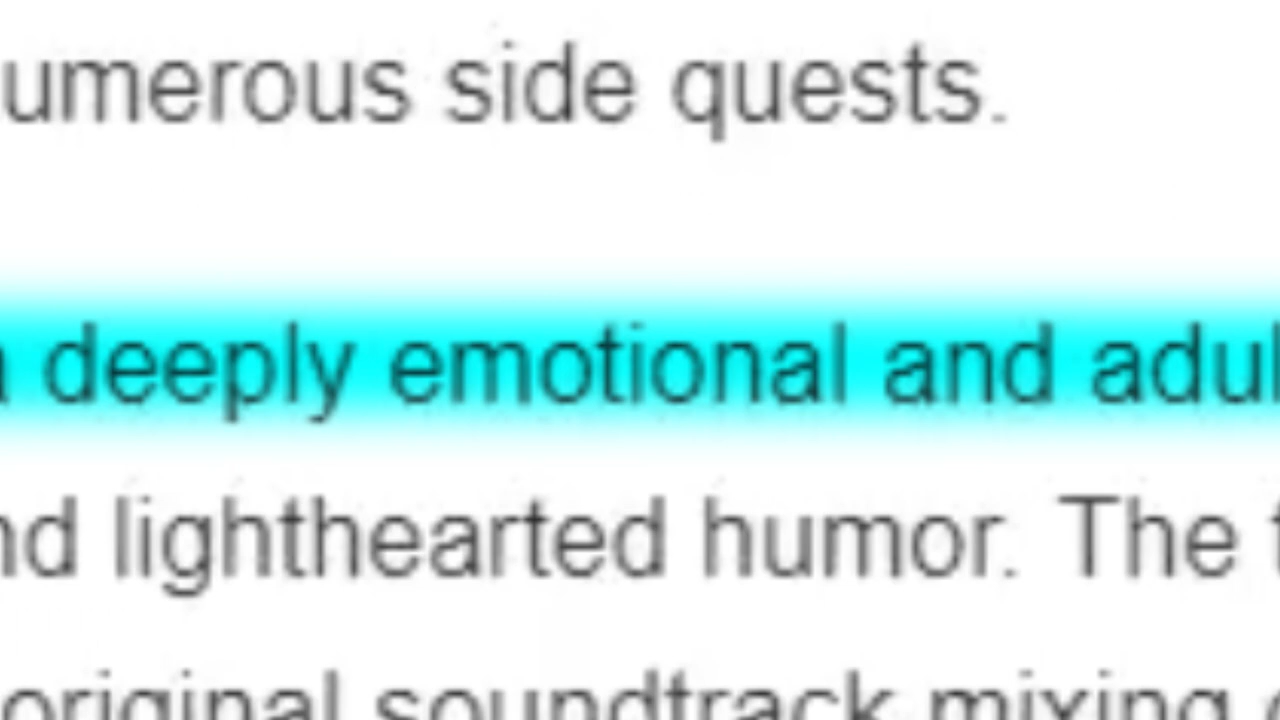 umerous side quests.
a deeply emotional and adul
nd lighthearted humor. The t
original soundtrack mixing